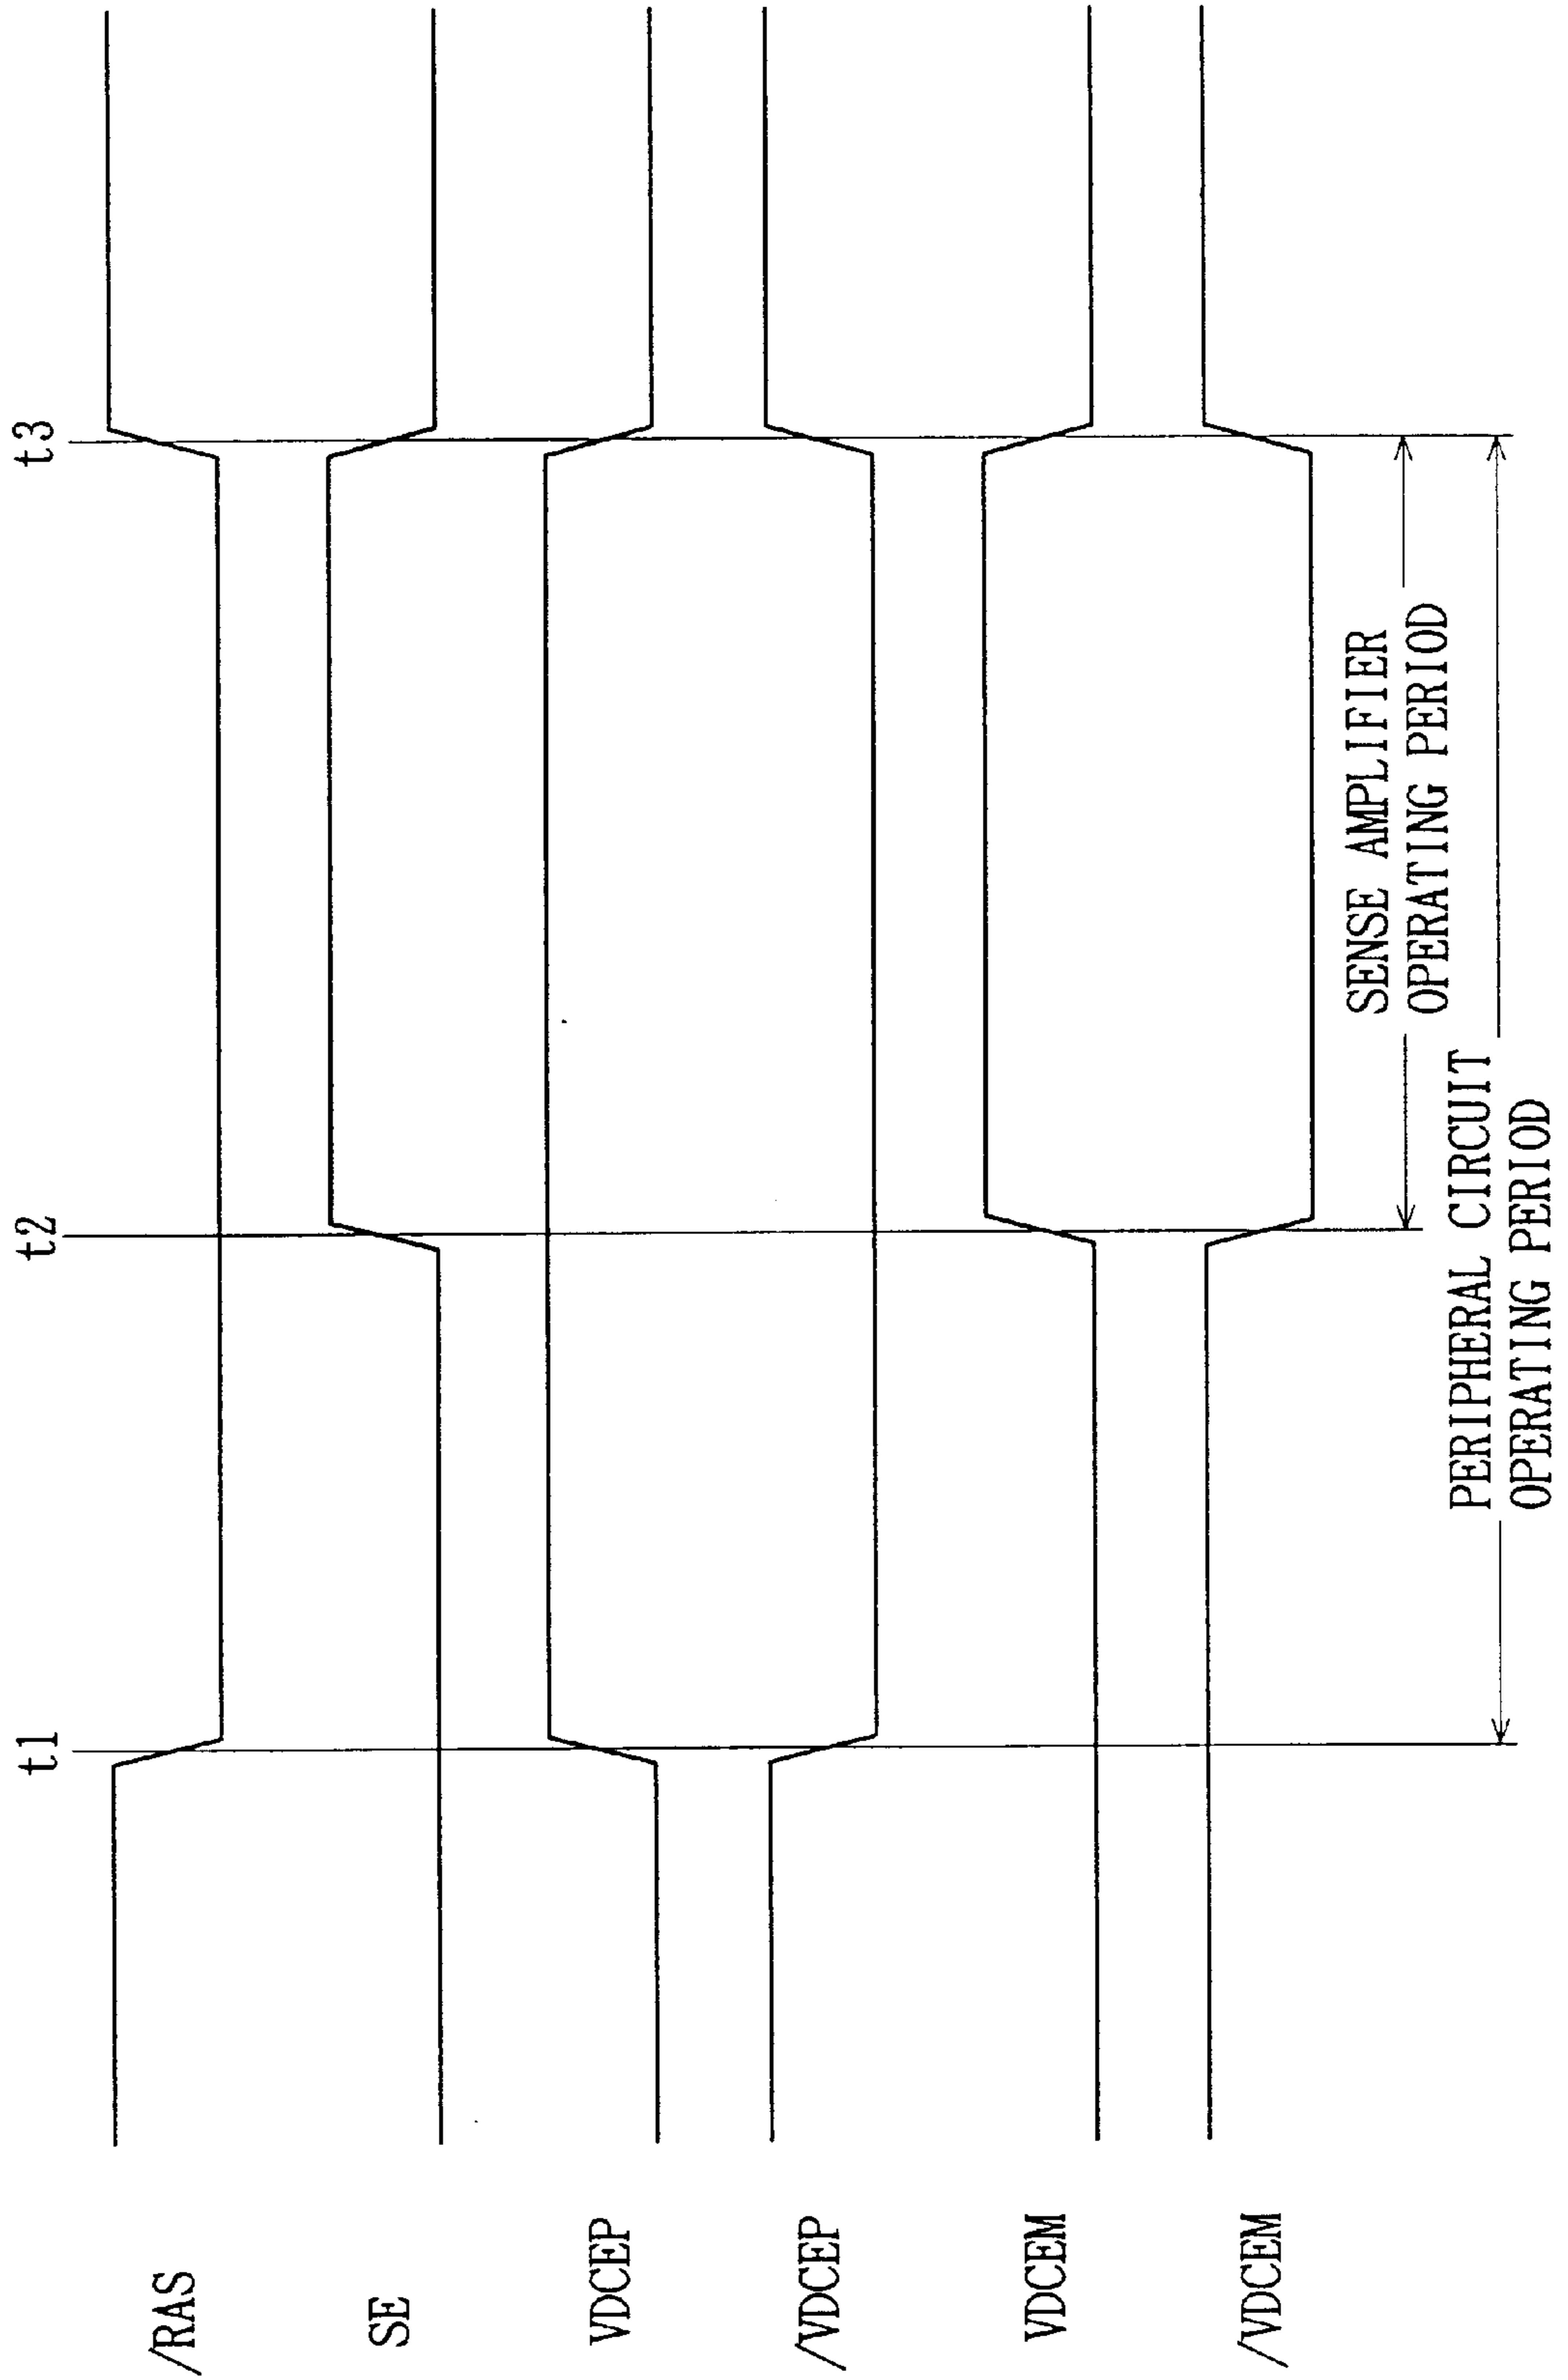 t1
t2
t3
/RAS
SE
VDCEP
/VDCEP
VDCEM
/VDCEM
SENSE AMPLIFIER
OPERATING PERIOD
PERIPHERAL CIRCUIT
OPERATING PERIOD